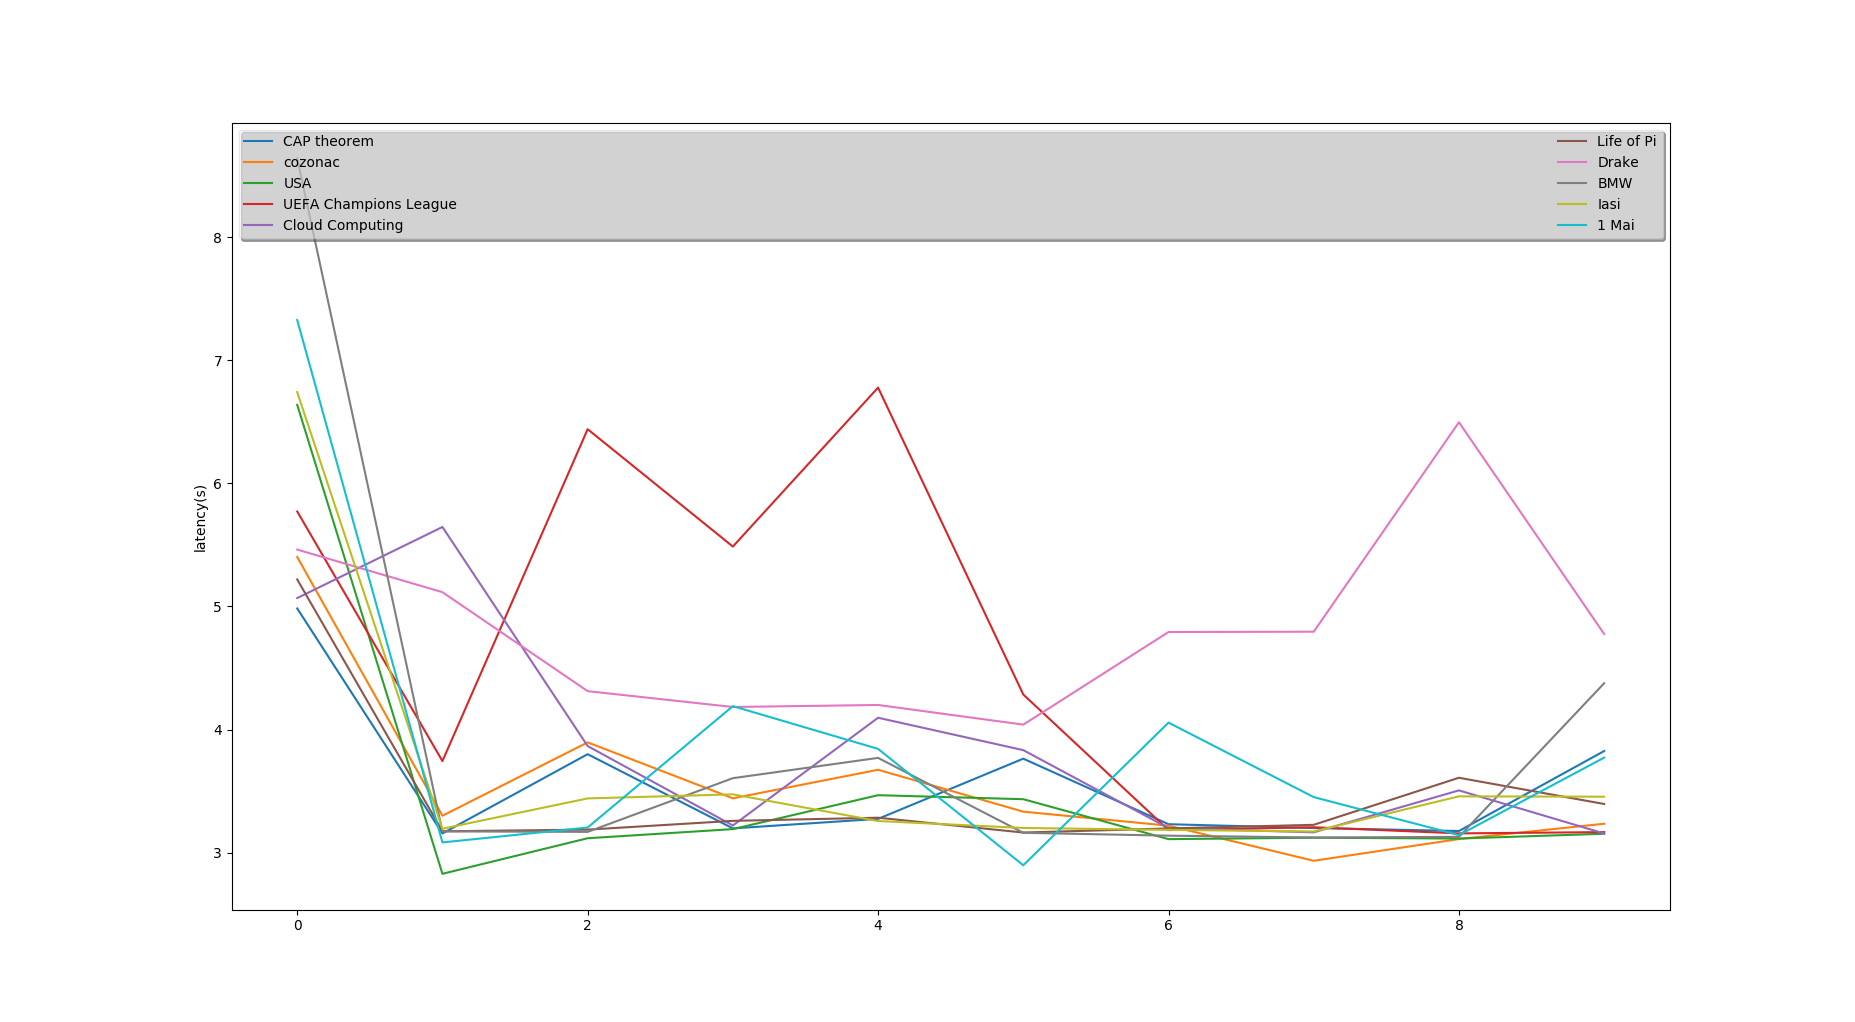 CAP theorem
cozonac
USA
UEFA Champions League
Cloud Computing
Life of Pi
Drake
BMW
Iasi
1 Mai
latency(s)
8
7
6
5
4
3
0 2 4 6 8